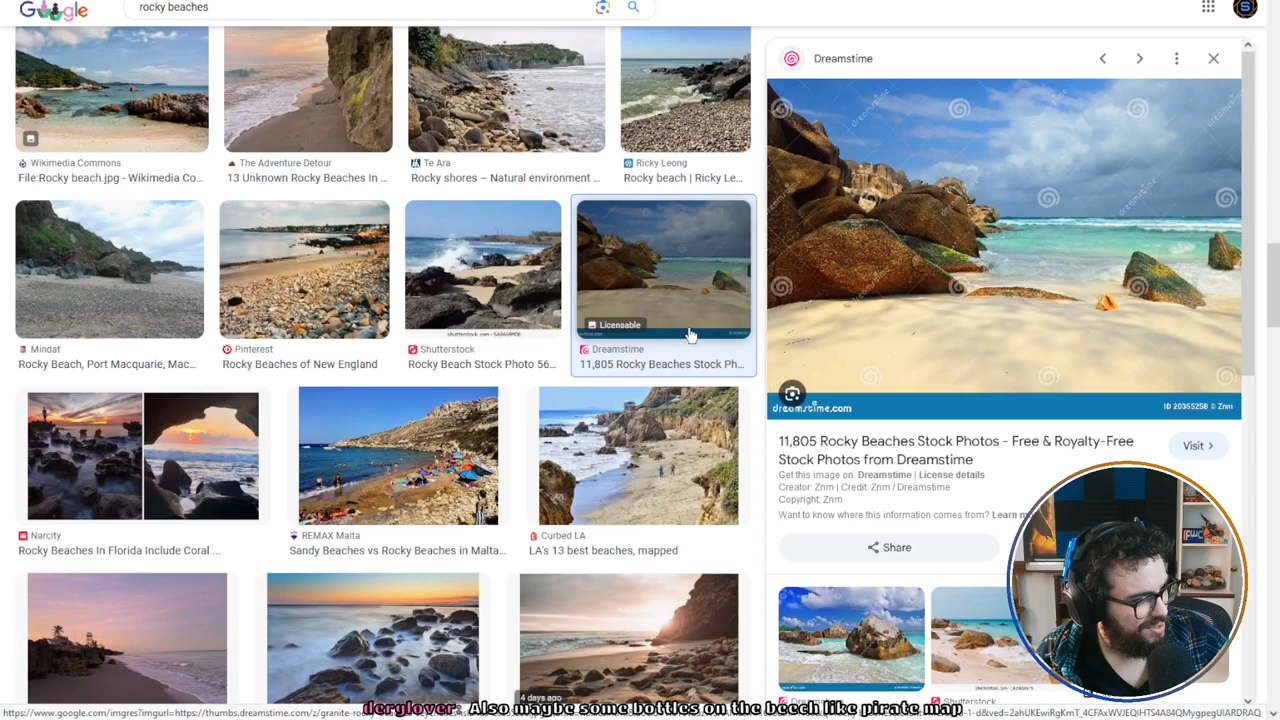 Google
rocky beaches
Wikimedia Commons
File:Rocky beach.jpg - Wikimedia Co...
The Adventure Detour
13 Unknown Rocky Beaches In ...
Te Ara
Rocky shores – Natural environment ...
Ricky Leong
Rocky beach | Ricky Le...
Mindat
Rocky Beach, Port Macquarie, Mac...
Pinterest
Rocky Beaches of New England
Shutterstock
Rocky Beach Stock Photo 56...
Licensable
Dreamstime
11,805 Rocky Beaches Stock Ph...
Narcity
Rocky Beaches In Florida Include Coral ...
REMAX Malta
Sandy Beaches vs Rocky Beaches in Malta...
Curbed LA
LA's 13 best beaches, mapped
4 days ago
Dreamstime
dreamstime.com
ID 20355258 © Znm
11,805 Rocky Beaches Stock Photos - Free & Royalty-Free
Stock Photos from Dreamstime
Visit
Get this image on: Dreamstime | License details
Creator: Znm | Credit: Znm / Dreamstime
Copyright: Znm
Want to know where this information comes from? Learn m
Share
derglover: Also maybe some bottles on the beech like pirate map